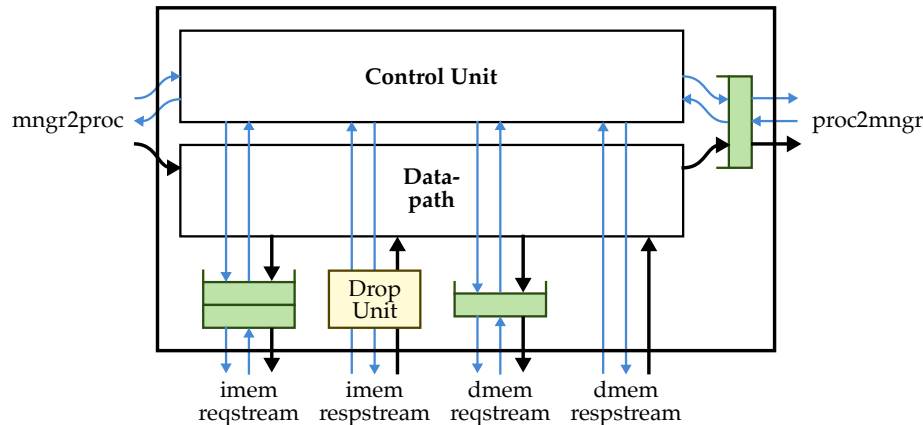 Control Unit
mngr2proc
proc2mngr
Data-
path
Drop
Unit
imem
reqstream
imem
respstream
dmem
reqstream
dmem
respstream